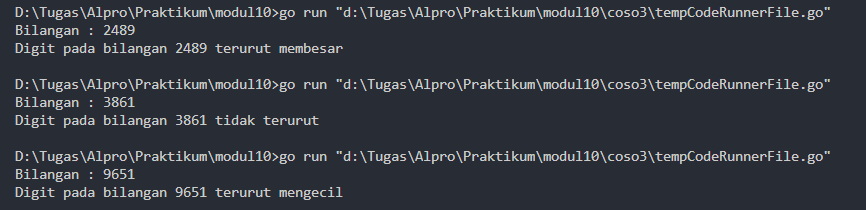 D:\Tugas\Alpro\Praktikum\modul10>go run "d:\Tugas\Alpro\Praktikum\modul10\coso3\tempCodeRunnerFile.go"
Bilangan : 2489
Digit pada bilangan 2489 terurut membesar
D:\Tugas\Alpro\Praktikum\modul10>go run "d:\Tugas\Alpro\Praktikum\modul10\coso3\tempCodeRunnerFile.go"
Bilangan : 3861
Digit pada bilangan 3861 tidak terurut
D:\Tugas\Alpro\Praktikum\modul10>go run "d:\Tugas\Alpro\Praktikum\modul10\coso3\tempCodeRunnerFile.go"
Bilangan : 9651
Digit pada bilangan 9651 terurut mengecil